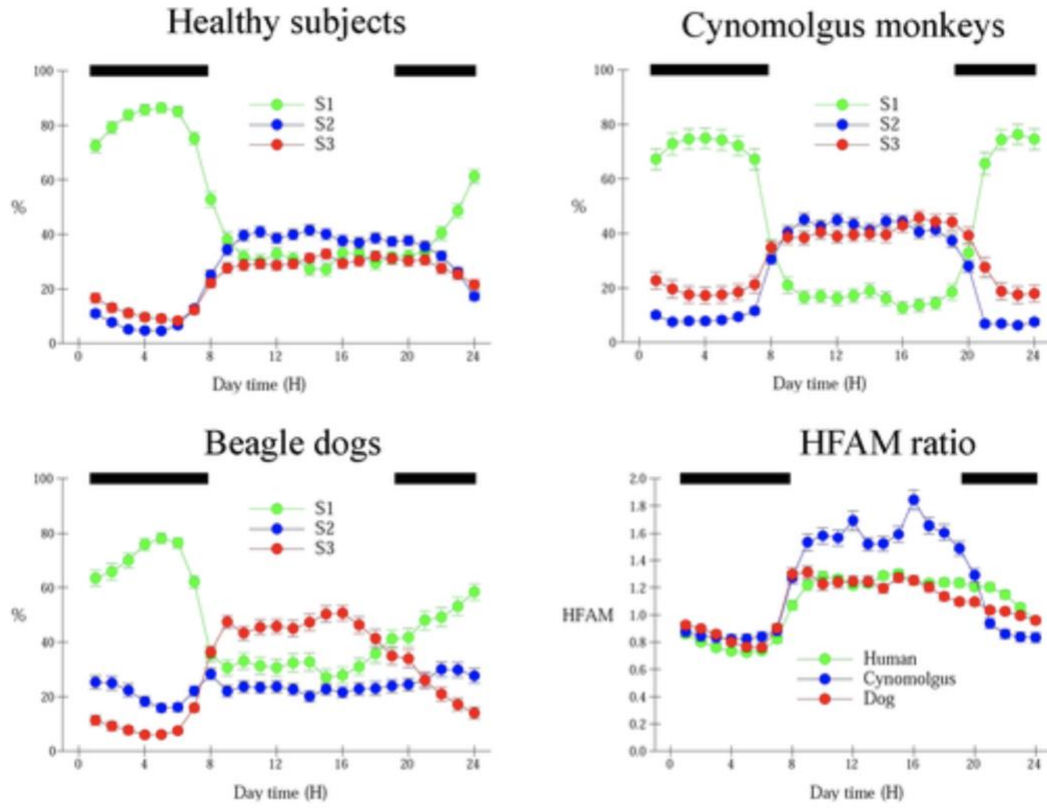 Healthy subjects
100
80
60
40
20
0
%
S1
S2
S3
0 4 8 12 16 20 24
Day time (H)
Cynomolgus monkeys
100
80
60
40
20
0
%
S1
S2
S3
0 4 8 12 16 20 24
Day time (H)
Beagle dogs
100
80
60
40
20
0
%
S1
S2
S3
0 4 8 12 16 20 24
Day time (H)
HFAM ratio
2.0
1.8
1.6
1.4
1.2
1.0
0.8
0.6
0.4
0.2
0.0
HFAM
Human
Cynomolgus
Dog
0 4 8 12 16 20 24
Day time (H)